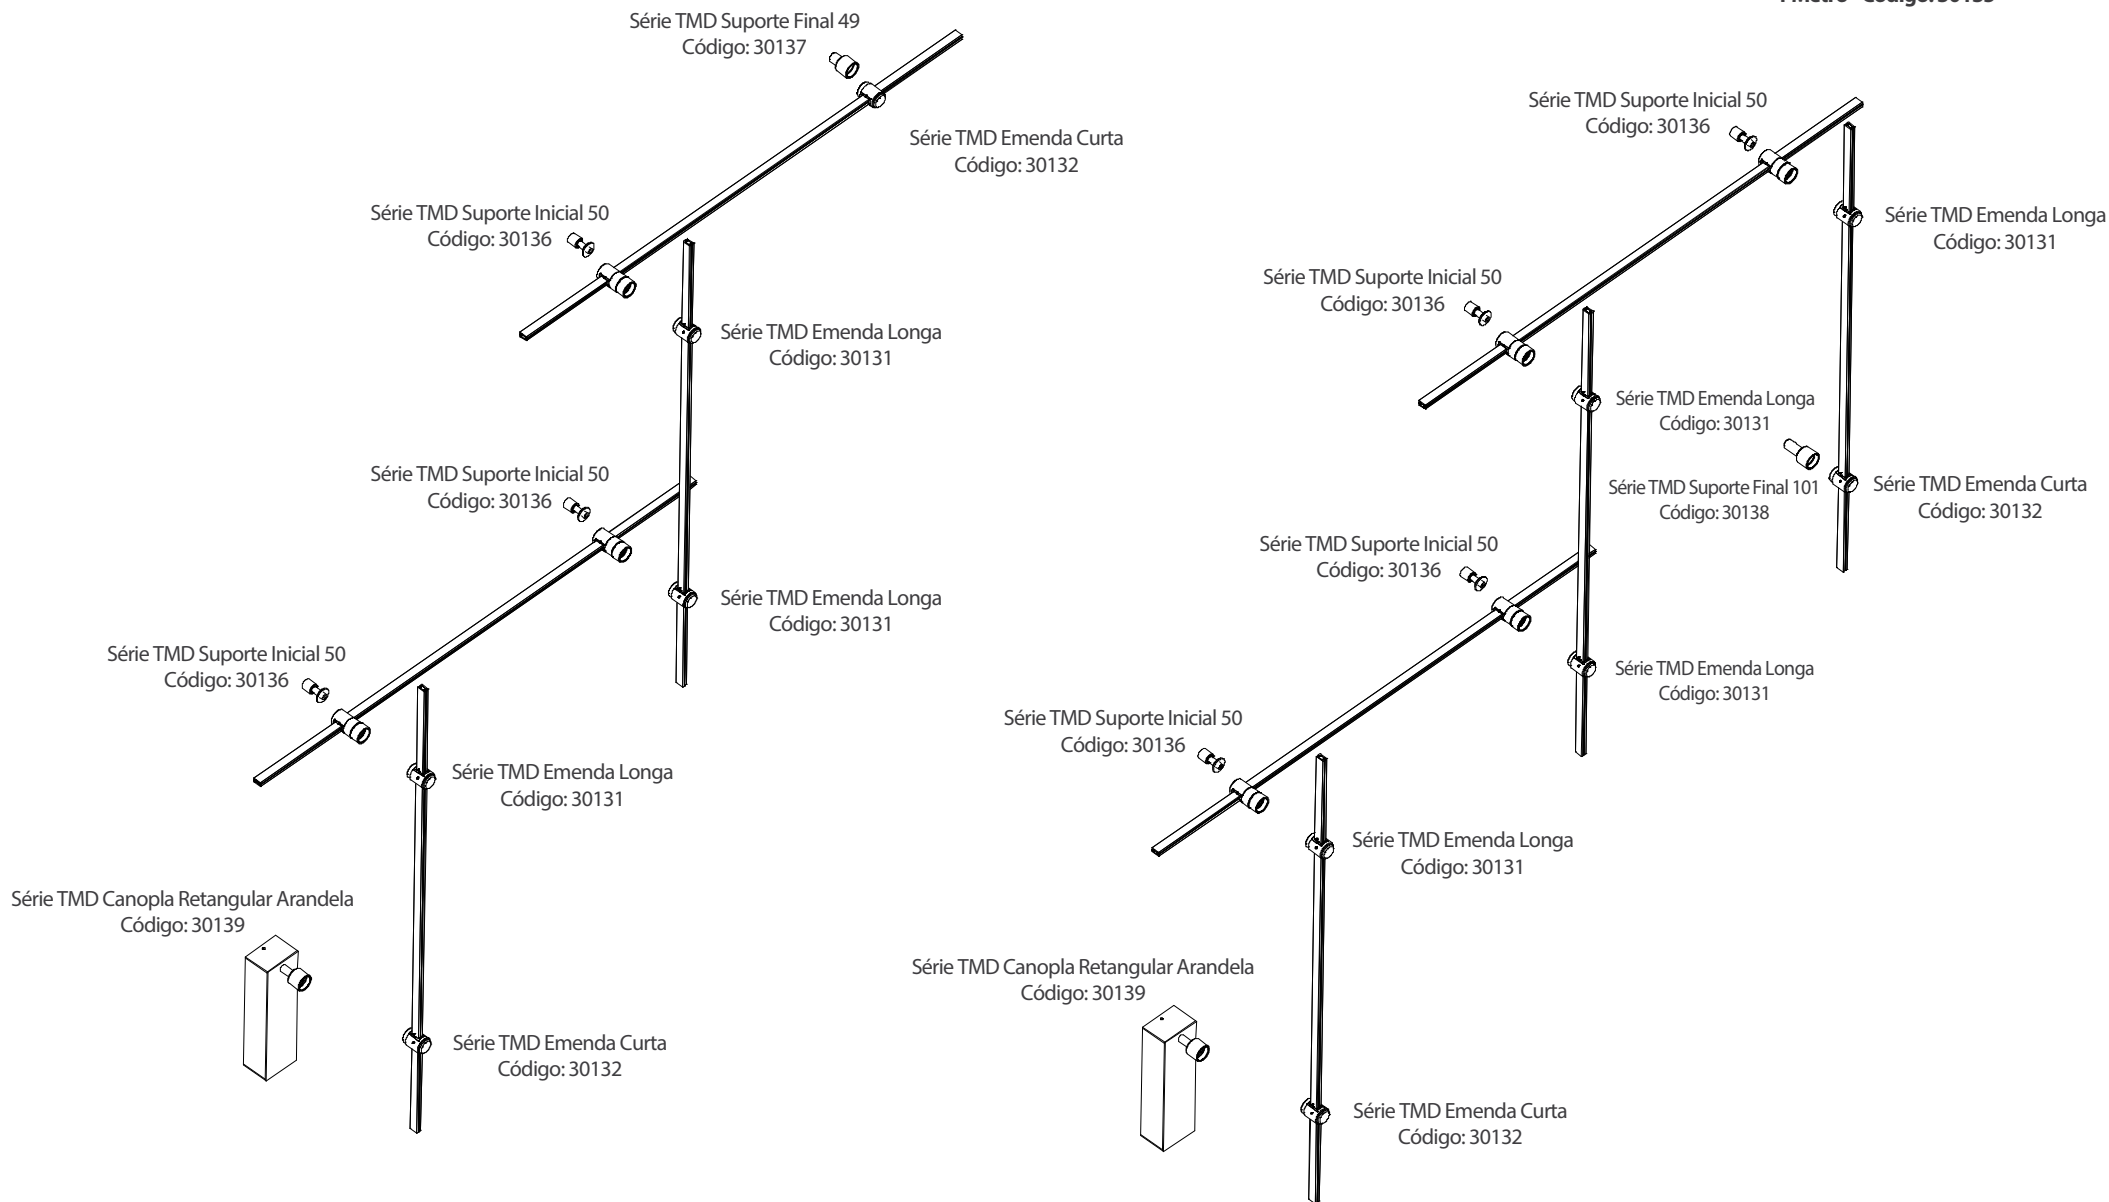 Série TMD Suporte Final 49
Código: 30137
Série TMD Emenda Curta
Código: 30132
Série TMD Suporte Inicial 50
Código: 30136
Série TMD Emenda Longa
Código: 30131
Série TMD Suporte Inicial 50
Código: 30136
Série TMD Emenda Longa
Código: 30131
Série TMD Suporte Inicial 50
Código: 30136
Série TMD Emenda Longa
Código: 30131
Série TMD Canopla Retangular Arandela
Código: 30139
Série TMD Emenda Curta
Código: 30132
Série TMD Suporte Inicial 50
Código: 30136
Série TMD Emenda Longa
Código: 30131
Série TMD Suporte Inicial 50
Código: 30136
Série TMD Emenda Longa
Código: 30131
Série TMD Suporte Final 101
Código: 30138
Série TMD Emenda Curta
Código: 30132
Série TMD Suporte Inicial 50
Código: 30136
Série TMD Emenda Longa
Código: 30131
Série TMD Suporte Inicial 50
Código: 30136
Série TMD Emenda Longa
Código: 30131
Série TMD Canopla Retangular Arandela
Código: 30139
Série TMD Emenda Curta
Código: 30132